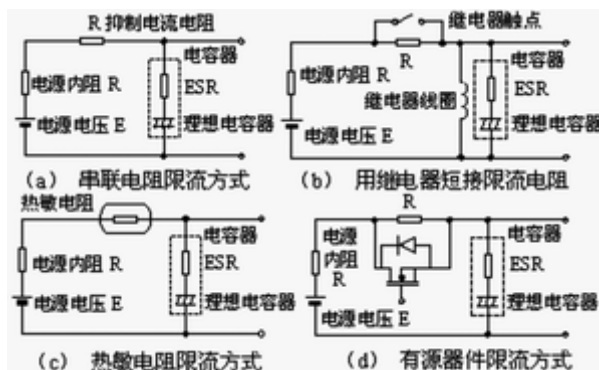 R 抑制电流电阻
电容器
电源内阻 R
ESR
电源电压 E
理想电容器
(a) 串联电阻限流方式
继电器触点
R
电容器
电源内阻 R
继电器线圈
ESR
电源电压 E
理想电容器
(b) 用继电器短接限流电阻
热敏电阻
电容器
电源内阻 R
ESR
电源电压 E
理想电容器
(c) 热敏电阻限流方式
R
电源
内阻
R
电容器
ESR
电源电压 E
理想电容器
(d) 有源器件限流方式